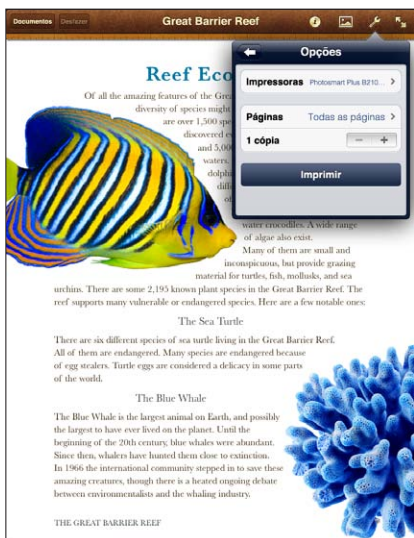 Documentos Desfazer Great Barrier Reef
Opções
Impressoras Photosmart Plus B210...
Páginas Todas as páginas
1 cópia
Imprimir
Reef Eco
Of all the amazing features of the Great
diversity of species might
are over 1,500 spe
discovered
and 5,00
waters.
dolphi
diff
of
water crocodiles. A wide range
of algae also exist.
Many of them are small and
inconspicuous, but provide grazing
material for turtles, fish, mollusks, and sea
urchins. There are some 2,195 known plant species in the Great Barrier Reef. The
reef supports many vulnerable or endangered species. Here are a few notable ones:
The Sea Turtle
There are six different species of sea turtle living in the Great Barrier Reef.
All of them are endangered. Many species are endangered because
of egg stealers. Turtle eggs are considered a delicacy in some parts
of the world.
The Blue Whale
The Blue Whale is the largest animal on Earth, and possibly
the largest to have ever lived on the planet. Until the
beginning of the 20th century, blue whales were abundant.
Since then, whalers have hunted them close to extinction.
In 1966 the international community stepped in to save these
amazing creatures, though there is a heated ongoing debate
between environmentalists and the whaling industry.
THE GREAT BARRIER REEF